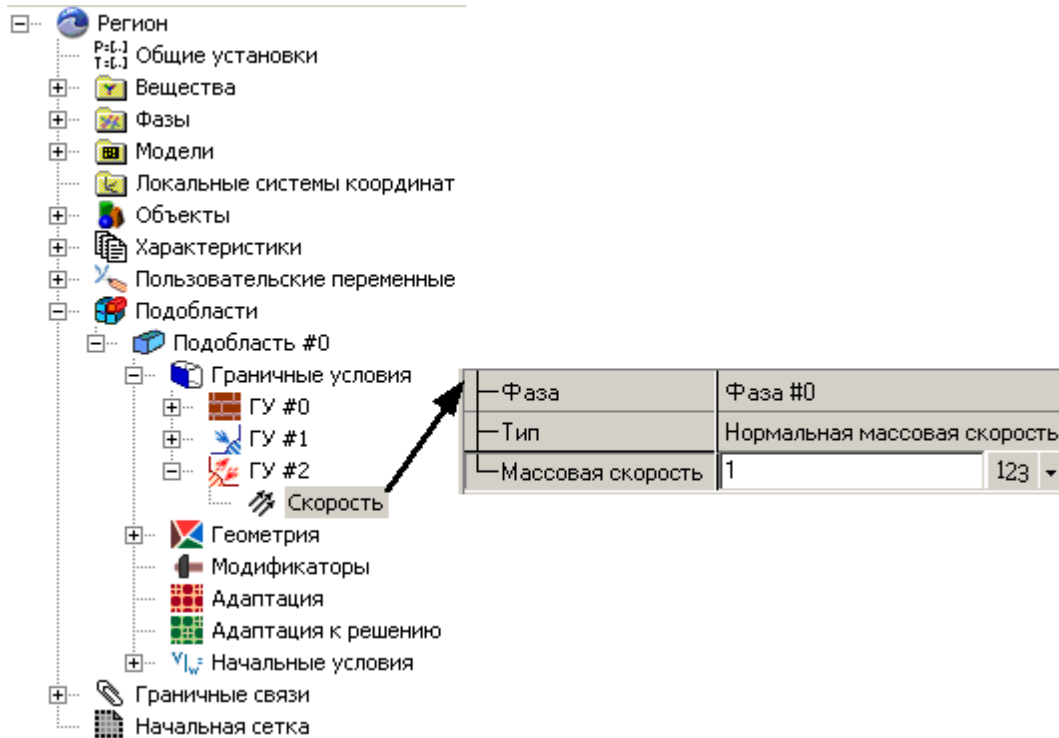 Регион
P=[..]
T=[..] Общие установки
Вещества
Фазы
Модели
Локальные системы координат
Объекты
Характеристики
Пользовательские переменные
Подобласти
Подобласть #0
Граничные условия
ГУ #0
ГУ #1
ГУ #2
Скорость
Геометрия
Модификаторы
Адаптация
Адаптация к решению
Начальные условия
Граничные связи
Начальная сетка
Фаза Фаза #0
Тип Нормальная массовая скорость
Массовая скорость 1 123